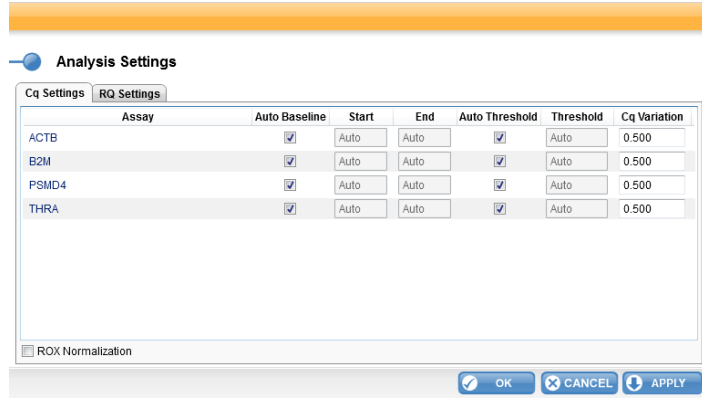 Analysis Settings
Cq Settings RQ Settings
Assay Auto Baseline Start End Auto Threshold Threshold Cq Variation
ACTB Auto Auto Auto 0.500
B2M Auto Auto Auto 0.500
PSMD4 Auto Auto Auto 0.500
THRA Auto Auto Auto 0.500
ROX Normalization
OK CANCEL APPLY